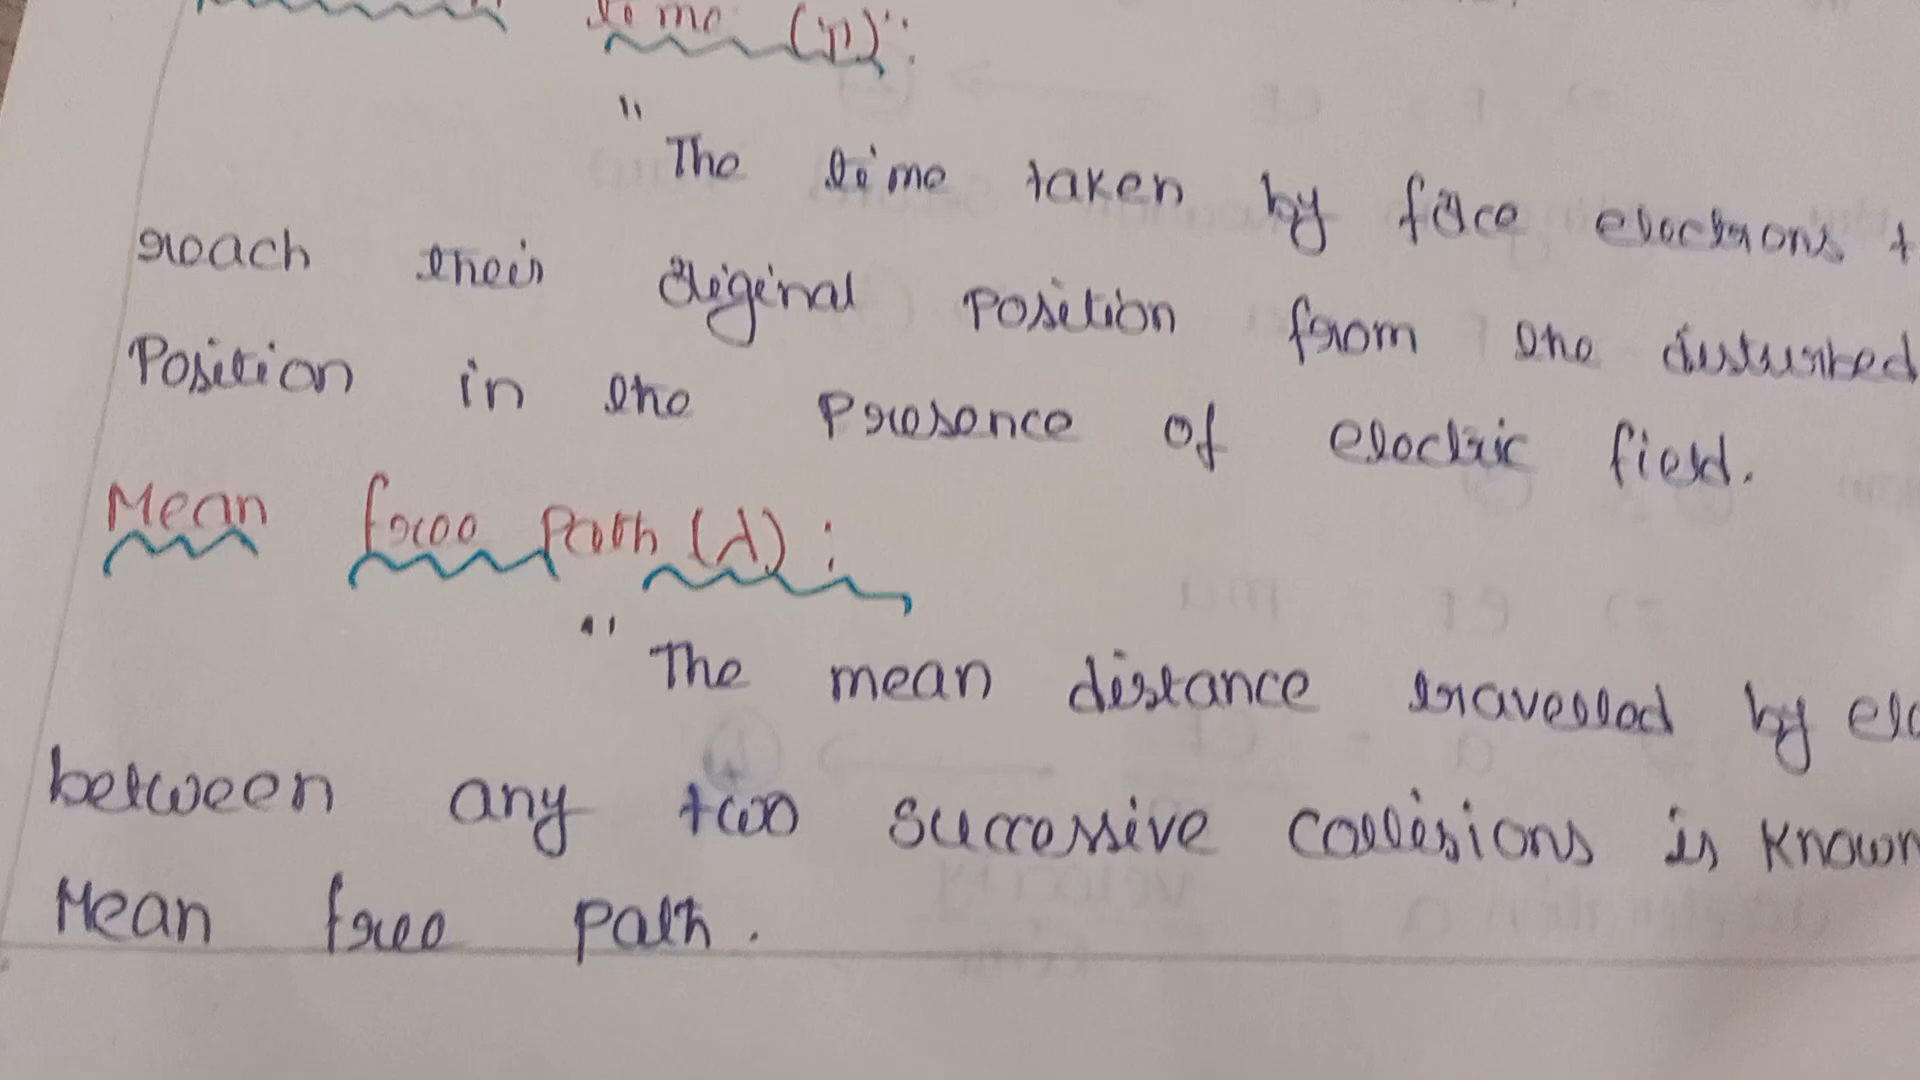 time
"The time taken by free electrons
reach their original position from the disturbed
Position in the Presence of electric field.
Mean free Path (λ) :
"The mean distance travelled by
between any two successive collisions is known
Mean free path.